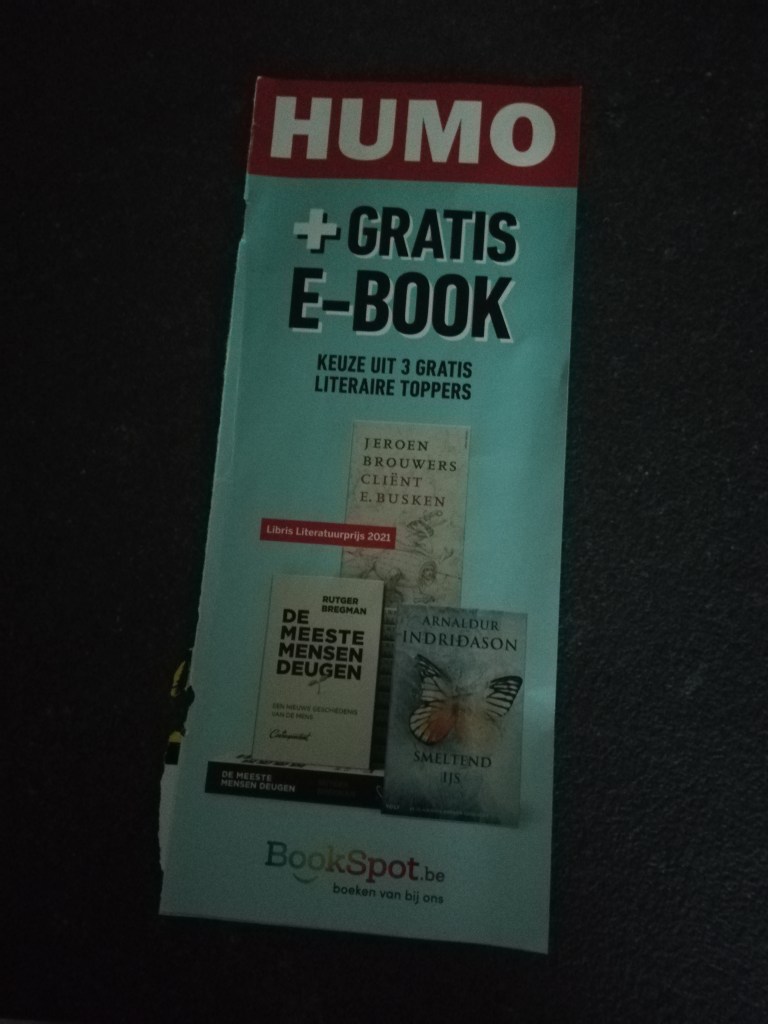 HUMO
+ GRATIS
E-BOOK
KEUZE UIT 3 GRATIS
LITERAIRE TOPPERS
JEROEN
BROUWERS
CLIËNT
E. BUSKEN
Libris Literatuurprijs 2021
RUTGER
BREGMAN
DE
MEESTE
MENSEN
DEUGEN
EEN NIEUWE GESCHIEDENIS
VAN DE MENS
DE MEESTE
MENSEN DEUGEN
ARNALDUR
INDRIÐASON
SMELTEND
IJS
BookSpot.be
boeken van bij ons